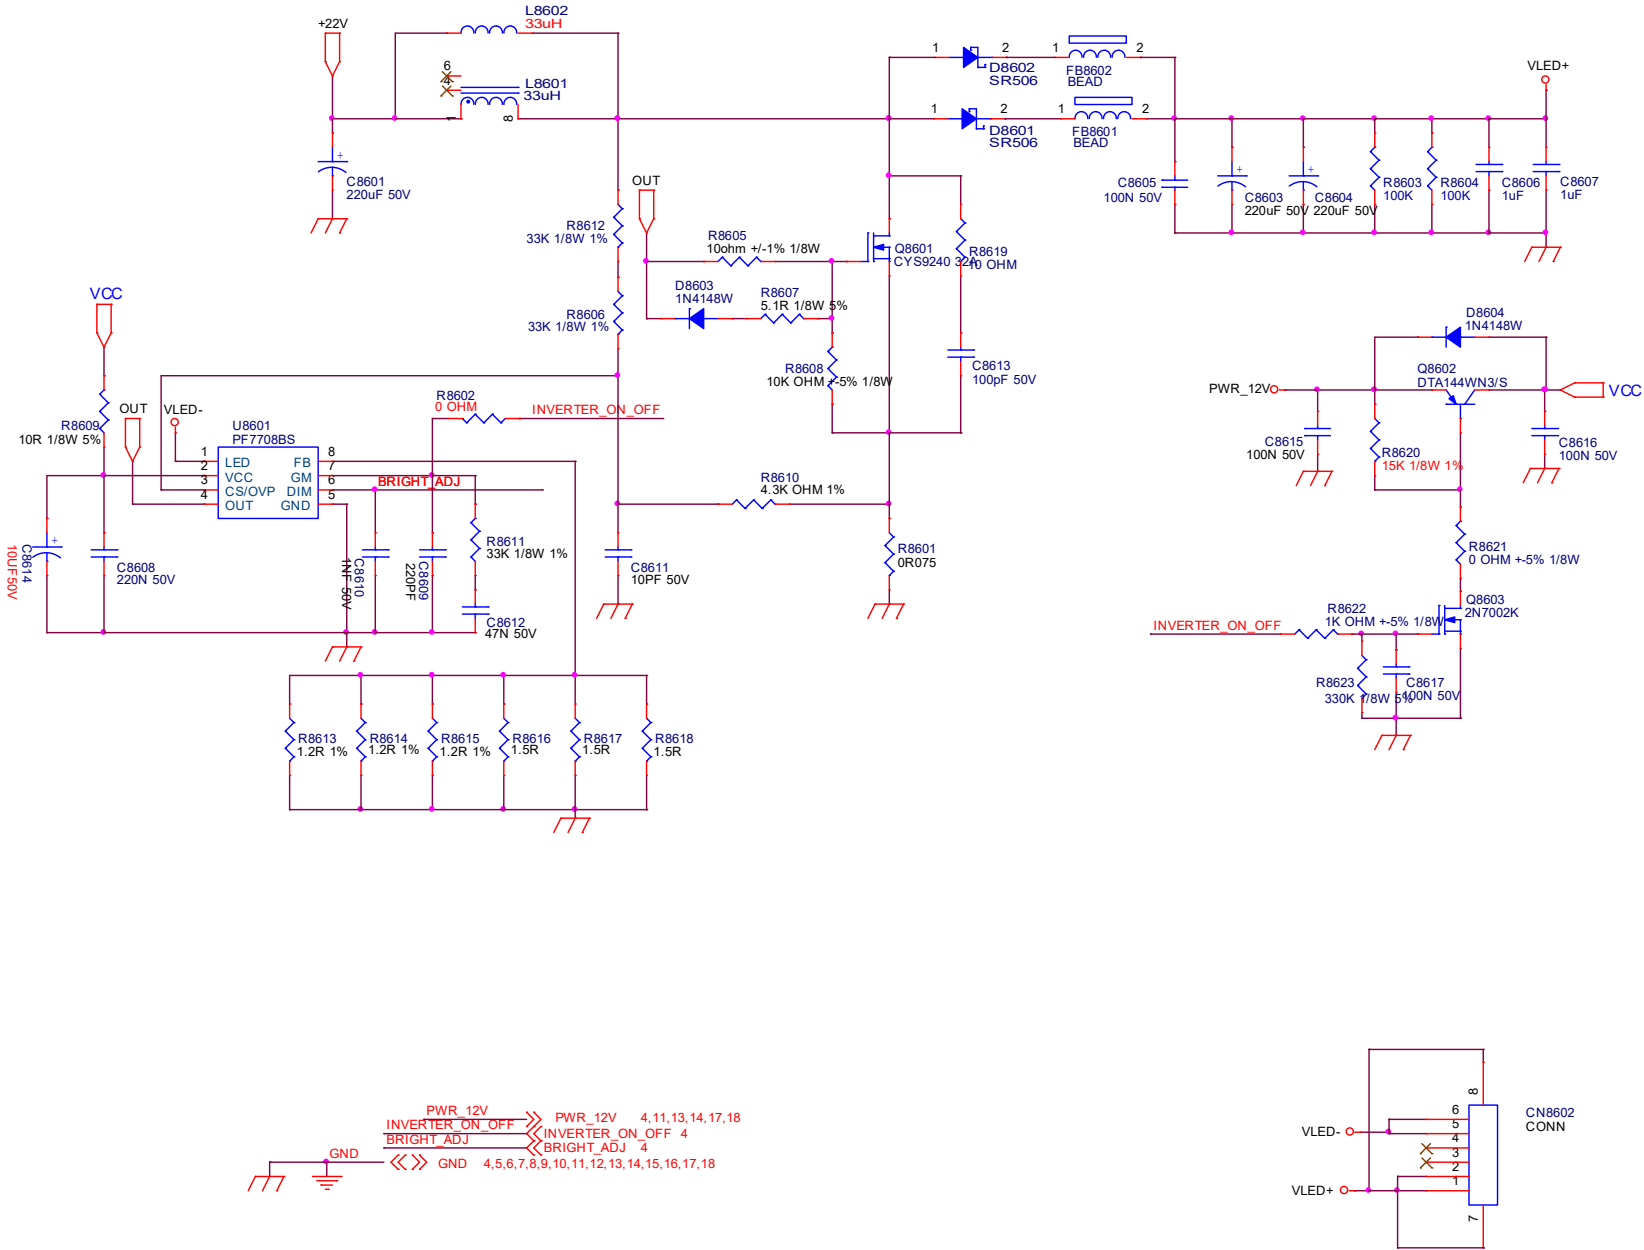 L8602
33uH
+22V
6
4
L8601
33uH
1
8
C8601
220uF 50V
1
2
D8602
SR506
1
2
FB8602
BEAD
1
2
D8601
SR506
1
2
FB8601
BEAD
VLED+
C8605
100N 50V
C8603
220uF 50V
C8604
220uF 50V
R8603
100K
R8604
100K
C8606
1uF
C8607
1uF
OUT
R8612
33K 1/8W 1%
R8605
10ohm +/-1% 1/8W
Q8601
CYS9240 32A
R8619
10 OHM
D8603
1N4148W
R8607
5.1R 1/8W 5%
R8606
33K 1/8W 1%
R8608
10K OHM +-5% 1/8W
C8613
100pF 50V
VCC
D8604
1N4148W
Q8602
DTA144WN3/S
PWR_12V
VCC
C8615
100N 50V
R8620
15K 1/8W 1%
C8616
100N 50V
R8609
10R 1/8W 5%
OUT
VLED-
U8601
PF7708BS
1
2
3
4
LED
VCC
CS/OVP
OUT
FB
GM
DIM
GND
8
7
6
5
R8602
0 OHM
INVERTER_ON_OFF
BRIGHT_ADJ
R8610
4.3K OHM 1%
R8611
33K 1/8W 1%
R8601
0R075
C8614
10UF50V
C8608
220N 50V
C8610
1NF 50V
C8609
220PF
C8612
47N 50V
C8611
10PF 50V
R8621
0 OHM +-5% 1/8W
Q8603
2N7002K
INVERTER_ON_OFF
R8622
1K OHM +-5% 1/8W
R8623
330K 1/8W 5%
C8617
100N 50V
R8613
1.2R 1%
R8614
1.2R 1%
R8615
1.2R 1%
R8616
1.5R
R8617
1.5R
R8618
1.5R
PWR_12V
PWR_12V 4,11,13,14,17,18
INVERTER_ON_OFF
INVERTER_ON_OFF 4
BRIGHT_ADJ
BRIGHT_ADJ 4
GND
GND 4,5,6,7,8,9,10,11,12,13,14,15,16,17,18
CN8602
CONN
8
6
5
4
3
2
1
7
VLED-
VLED+